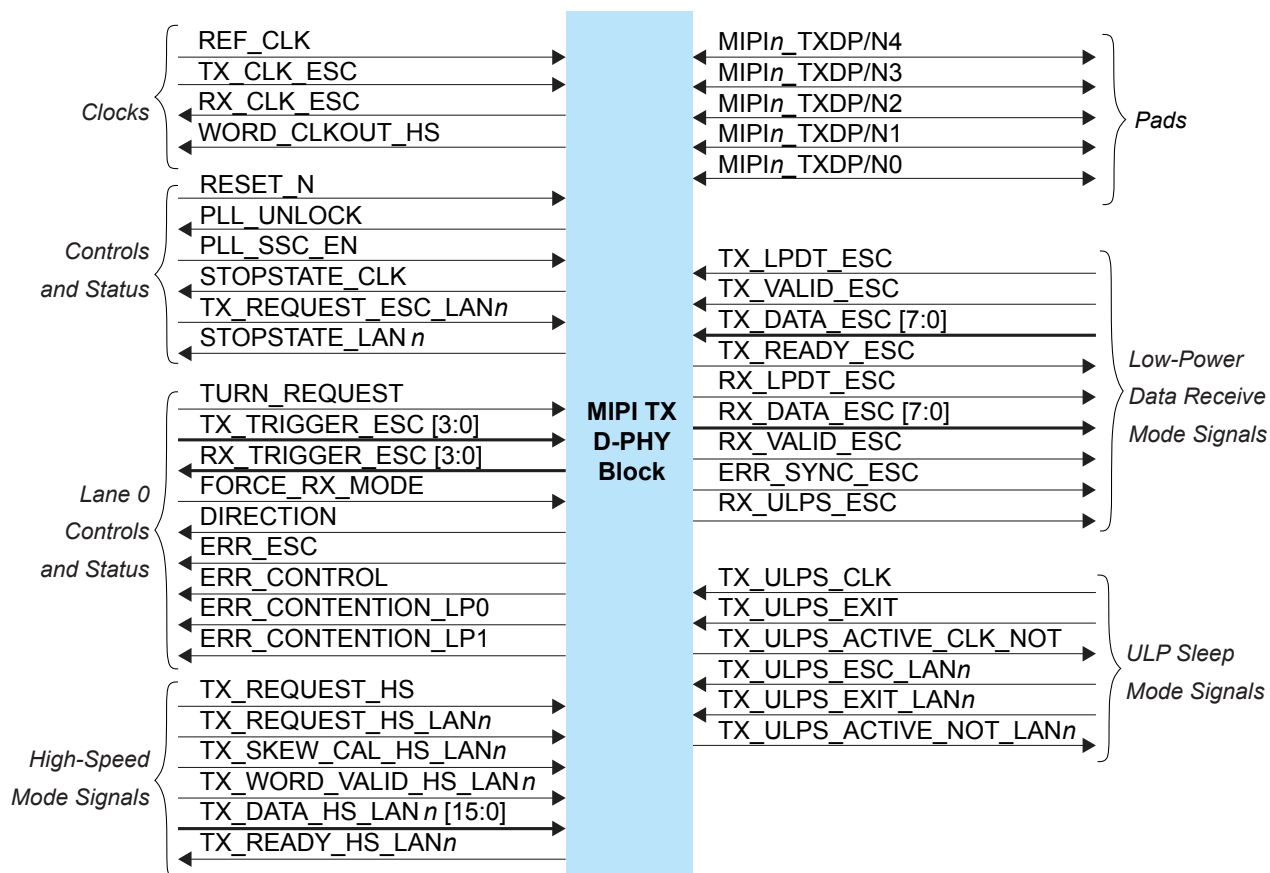 REF_CLK
TX_CLK_ESC
RX_CLK_ESC
WORD_CLKOUT_HS
Clocks
RESET_N
PLL_UNLOCK
PLL_SSC_EN
STOPSTATE_CLK
TX_REQUEST_ESC_LANn
STOPSTATE_LAN n
Controls
and Status
TURN_REQUEST
TX_TRIGGER_ESC [3:0]
RX_TRIGGER_ESC [3:0]
FORCE_RX_MODE
DIRECTION
ERR_ESC
ERR_CONTROL
ERR_CONTENTION_LP0
ERR_CONTENTION_LP1
Lane 0
Controls
and Status
TX_REQUEST_HS
TX_REQUEST_HS_LANn
TX_SKEW_CAL_HS_LANn
TX_WORD_VALID_HS_LANn
TX_DATA_HS_LAN n [15:0]
TX_READY_HS_LANn
High-Speed
Mode Signals
MIPI TX
D-PHY
Block
MIPIn_TXDP/N4
MIPIn_TXDP/N3
MIPIn_TXDP/N2
MIPIn_TXDP/N1
MIPIn_TXDP/N0
Pads
TX_LPDT_ESC
TX_VALID_ESC
TX_DATA_ESC [7:0]
TX_READY_ESC
RX_LPDT_ESC
RX_DATA_ESC [7:0]
RX_VALID_ESC
ERR_SYNC_ESC
RX_ULPS_ESC
Low-Power
Data Receive
Mode Signals
TX_ULPS_CLK
TX_ULPS_EXIT
TX_ULPS_ACTIVE_CLK_NOT
TX_ULPS_ESC_LANn
TX_ULPS_EXIT_LANn
TX_ULPS_ACTIVE_NOT_LANn
ULP Sleep
Mode Signals